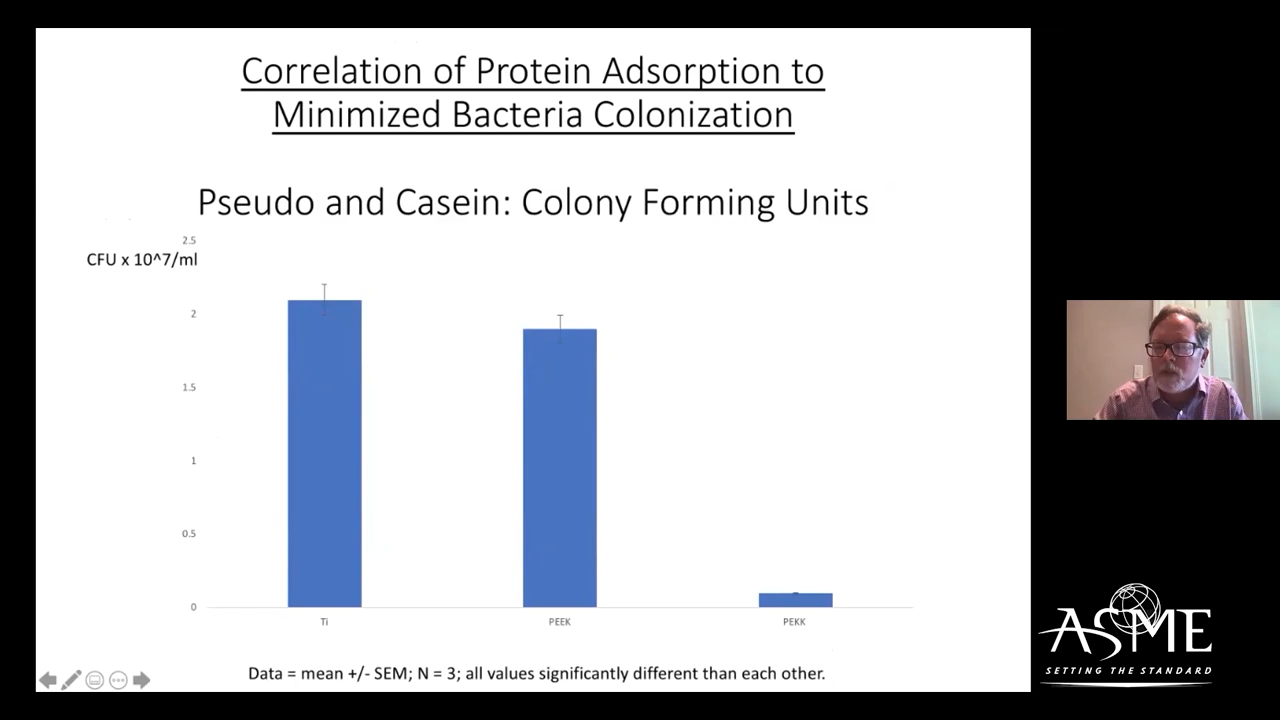 Correlation of Protein Adsorption to
Minimized Bacteria Colonization
Pseudo and Casein: Colony Forming Units
2.5
CFU x 10^7/ml
2
1.5
1
0.5
0
Ti
PEEK
PEKK
Data = mean +/- SEM; N = 3; all values significantly different than each other.
ASME
SETTING THE STANDARD